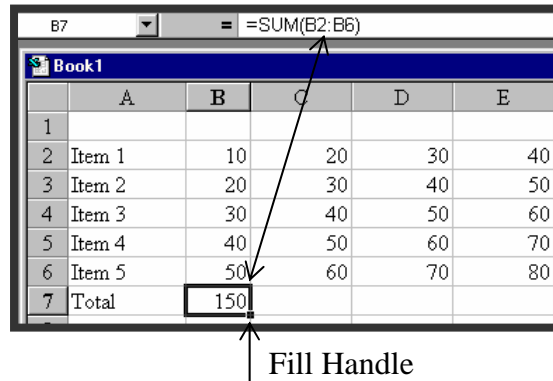 B7 = =SUM(B2:B6)
Book1
A B C D E
1
2 Item 1 10 20 30 40
3 Item 2 20 30 40 50
4 Item 3 30 40 50 60
5 Item 4 40 50 60 70
6 Item 5 50 60 70 80
7 Total 150
Fill Handle